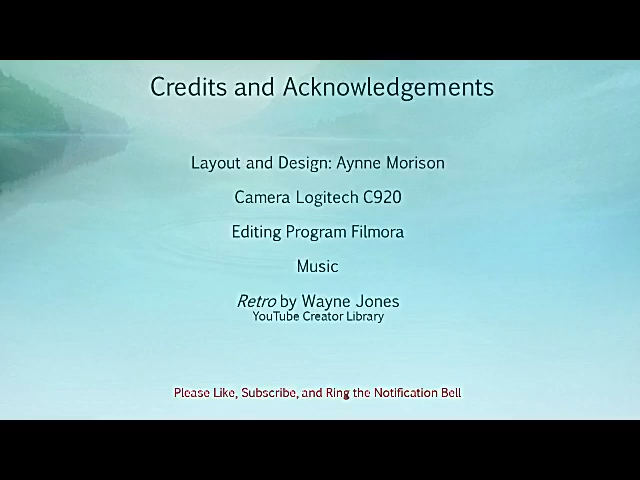 Credits and Acknowledgements
Layout and Design: Aynne Morison
Camera Logitech C920
Editing Program Filmora
Music
Retro by Wayne Jones
YouTube Creator Library
Please Like, Subscribe, and Ring the Notification Bell